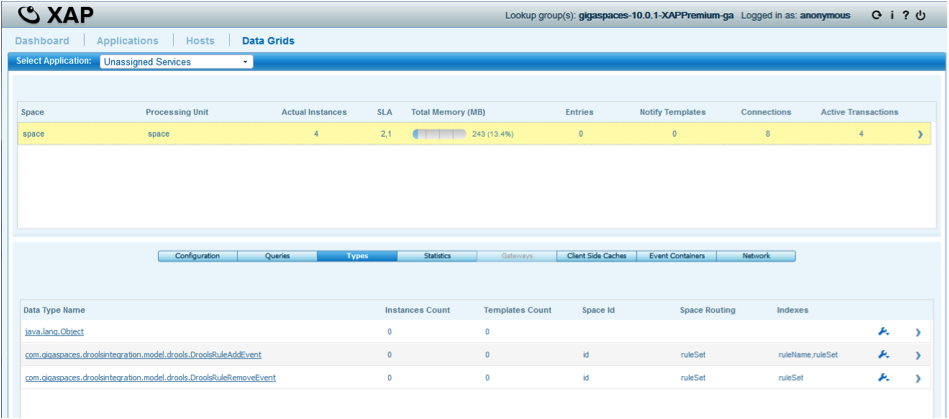 XAP
Lookup group(s): gigaspaces-10.0.1-XAPPremium-ga Logged in as: anonymous
Dashboard Applications Hosts Data Grids
Select Application: Unassigned Services
Space Processing Unit Actual Instances SLA Total Memory (MB) Entries Notify Templates Connections Active Transactions
space space 4 2,1 243 (13.4%) 0 0 8 4
Configuration Queries Types Statistics Gateways Client Side Caches Event Containers Network
Data Type Name Instances Count Templates Count Space Id Space Routing Indexes
java.lang.Object 0 0
com.gigaspaces.droolsintegration.model.drools.DroolsRuleAddEvent 0 0 id ruleSet ruleName,ruleSet
com.gigaspaces.droolsintegration.model.drools.DroolsRuleRemoveEvent 0 0 id ruleSet ruleSet